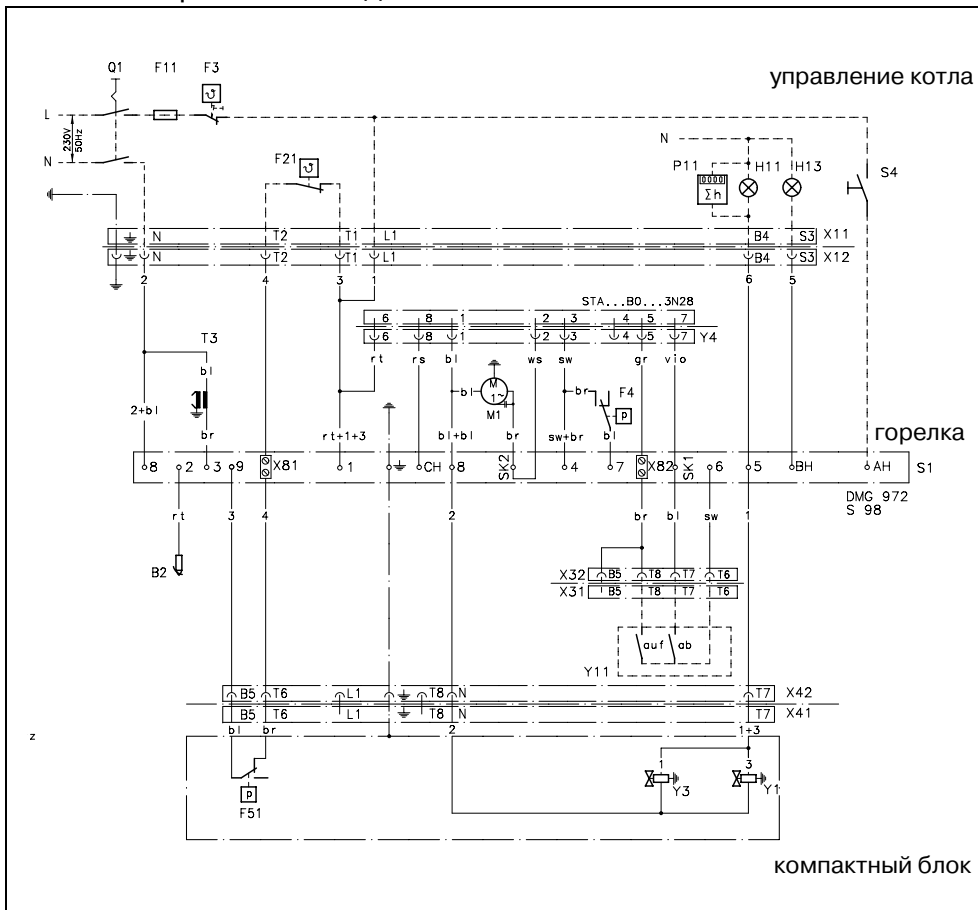 Q1 F11 F3
управление котла
L
230V
50Hz
N
F21
N
P11 H11 H13
0000
Σh
S4
N T2 T1 L1 B4 S3 X11
N T2 T1 L1 B4 S3 X12
2 4 3 1 6 5
STA...B0...3N28
6 8 1 2 3 4 5 7
6 8 1 2 3 4 5 7 Y4
T3
rt rs bl ws sw gr vio
bl
bl M
1~
M1
br F4
p
2+bl
br
rt+1+3 bl+bl br sw+br bl
горелка
8 2 3 9 X81 1 CH 8 SK2 4 7 X82 SK1 6 5 BH AH S1
DMG 972
S 98
rt 3 4 2 br bl sw 1
B2
X32 B5 T8 T7 T6
X31 B5 T8 T7 T6
auf ab
Y11
B5 T6 L1 T8 N T7 X42
B5 T6 L1 T8 N T7 X41
z
bl br 2 1+3
1 3
Y3 Y1
p
F51
компактный блок